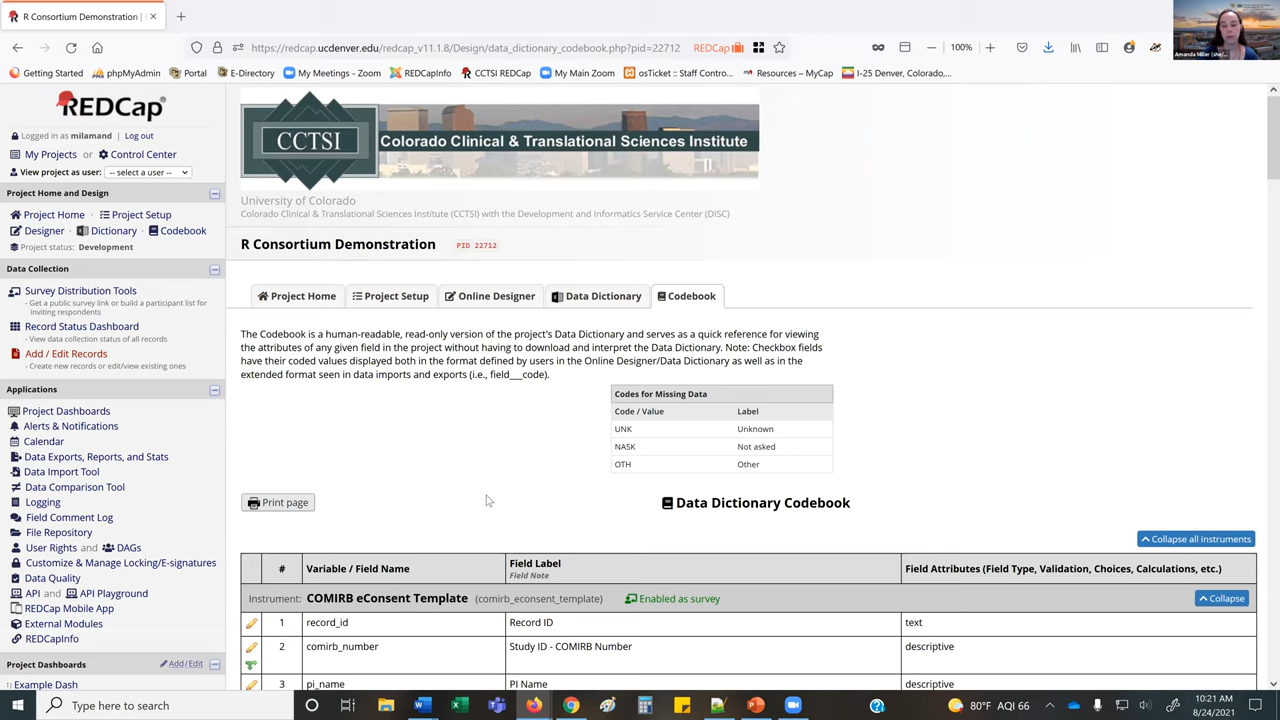 R Consortium Demonstration |
https://redcap.ucdenver.edu/redcap_v11.1.8/Design/data_dictionary_codebook.php?pid=22712
REDCap
100%
Getting Started
phpMyAdmin
Portal
E-Directory
My Meetings - Zoom
REDCapInfo
CCTSI REDCap
My Main Zoom
osTicket :: Staff Contro...
Resources – MyCap
I-25 Denver, Colorado,...
REDCap
Logged in as milamand | Log out
My Projects or Control Center
View project as user: -- select a user --
Project Home and Design
Project Home · Project Setup
Designer · Dictionary · Codebook
Project status: Development
Data Collection
Survey Distribution Tools
- Get a public survey link or build a participant list for
inviting respondents
Record Status Dashboard
- View data collection status of all records
Add / Edit Records
- Create new records or edit/view existing ones
Applications
Project Dashboards
Alerts & Notifications
Calendar
Data Exports, Reports, and Stats
Data Import Tool
Data Comparison Tool
Logging
Field Comment Log
File Repository
User Rights and DAGs
Customize & Manage Locking/E-signatures
Data Quality
API and API Playground
REDCap Mobile App
External Modules
REDCapInfo
Project Dashboards Add/Edit
Example Dash
CCTSI
Colorado Clinical & Translational Sciences Institute
University of Colorado
Colorado Clinical & Translational Sciences Institute (CCTSI) with the Development and Informatics Service Center (DISC)
R Consortium Demonstration PID 22712
Project Home
Project Setup
Online Designer
Data Dictionary
Codebook
The Codebook is a human-readable, read-only version of the project's Data Dictionary and serves as a quick reference for viewing
the attributes of any given field in the project without having to download and interpret the Data Dictionary. Note: Checkbox fields
have their coded values displayed both in the format defined by users in the Online Designer/Data Dictionary as well as in the
extended format seen in data imports and exports (i.e., field___code).
Codes for Missing Data
Code / Value Label
UNK Unknown
NASK Not asked
OTH Other
Print page
Data Dictionary Codebook
Collapse all instruments
# Variable / Field Name Field Label Field Attributes (Field Type, Validation, Choices, Calculations, etc.)
Field Note
Instrument: COMIRB eConsent Template (comirb_econsent_template) Enabled as survey Collapse
1 record_id Record ID text
2 comirb_number Study ID - COMIRB Number descriptive
3 pi_name PI Name descriptive
Type here to search
80°F AQI 66
10:21 AM
8/24/2021